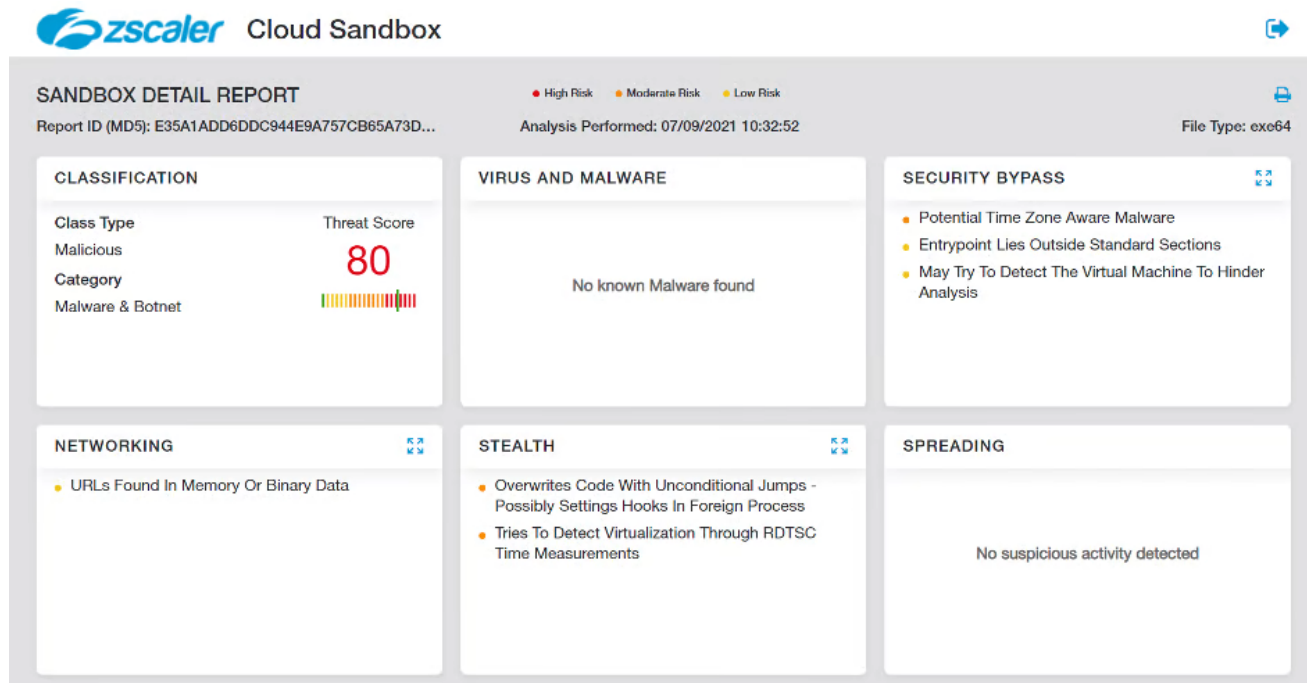 zscaler Cloud Sandbox
SANDBOX DETAIL REPORT
High Risk Moderate Risk Low Risk
Report ID (MD5): E35A1ADD6DDC944E9A757CB65A73D...
Analysis Performed: 07/09/2021 10:32:52
File Type: exe64
CLASSIFICATION
Class Type
Threat Score
Malicious
80
Category
Malware & Botnet
VIRUS AND MALWARE
No known Malware found
SECURITY BYPASS
Potential Time Zone Aware Malware
Entrypoint Lies Outside Standard Sections
May Try To Detect The Virtual Machine To Hinder
Analysis
NETWORKING
URLs Found In Memory Or Binary Data
STEALTH
Overwrites Code With Unconditional Jumps -
Possibly Settings Hooks In Foreign Process
Tries To Detect Virtualization Through RDTSC
Time Measurements
SPREADING
No suspicious activity detected